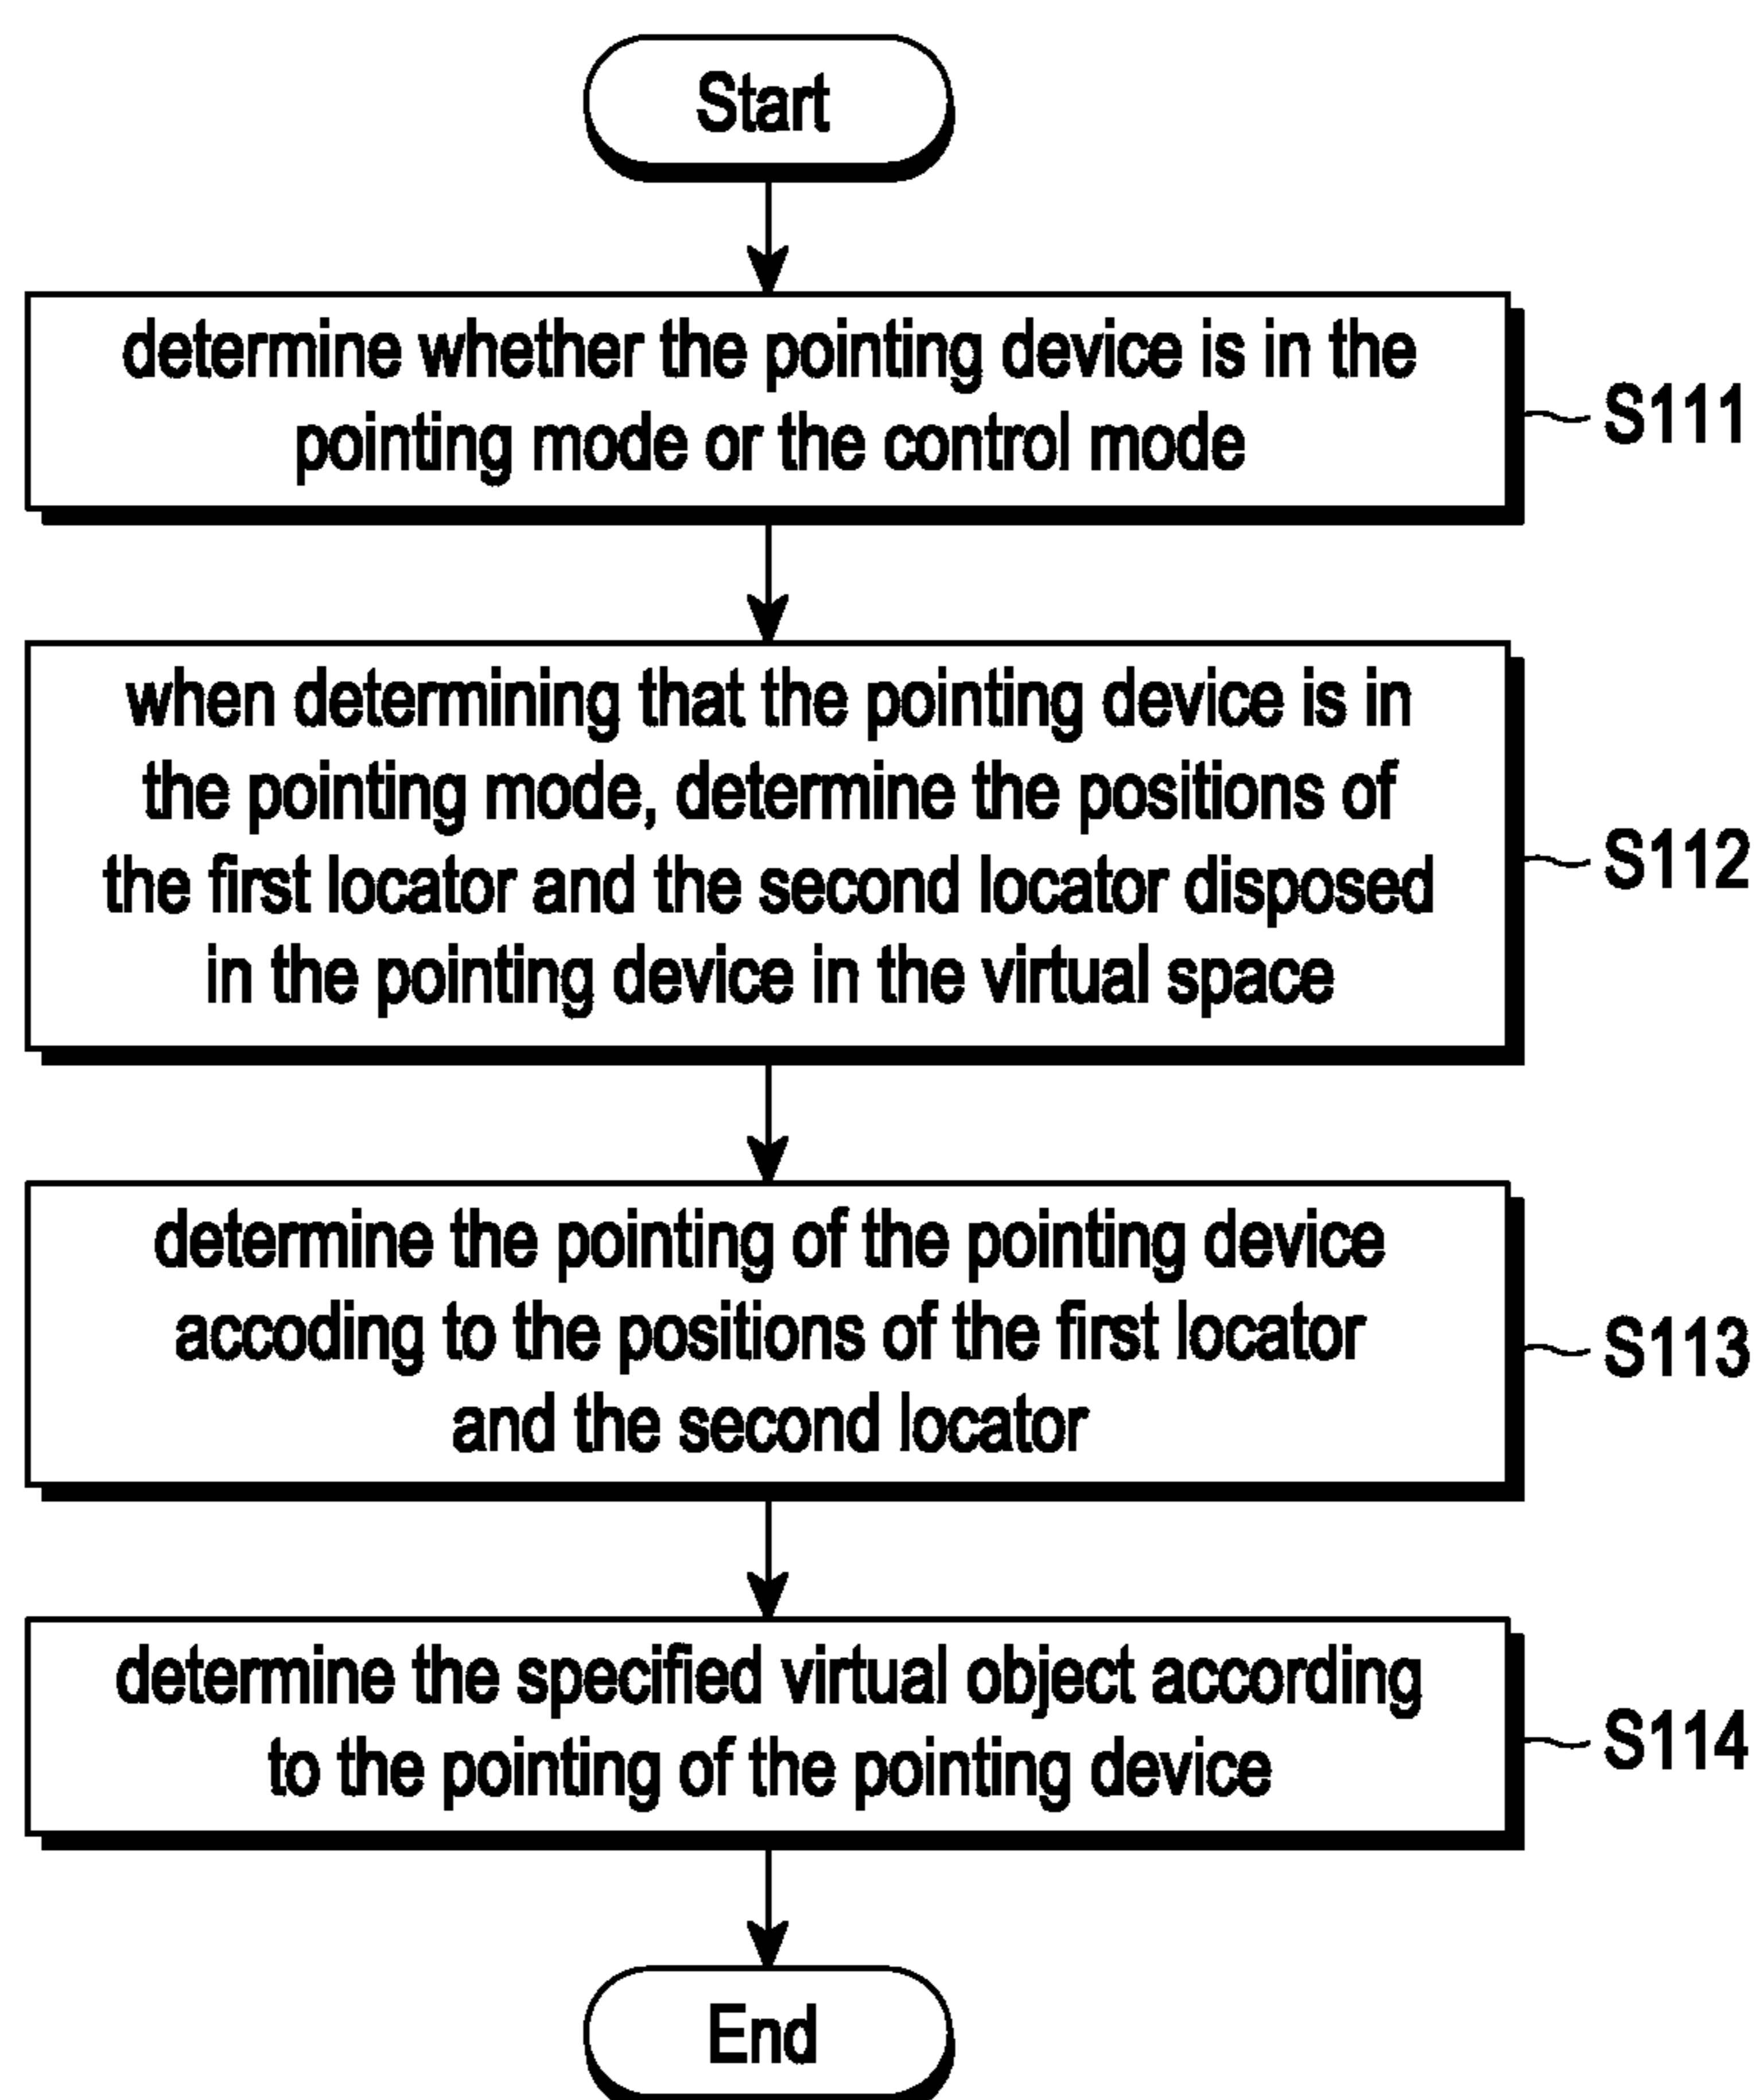 Start
determine whether the pointing device is in the
pointing mode or the control mode
S111
when determining that the pointing device is in
the pointing mode, determine the positions of
the first locator and the second locator disposed
in the pointing device in the virtual space
S112
determine the pointing of the pointing device
accoding to the positions of the first locator
and the second locator
S113
determine the specified virtual object according
to the pointing of the pointing device
S114
End